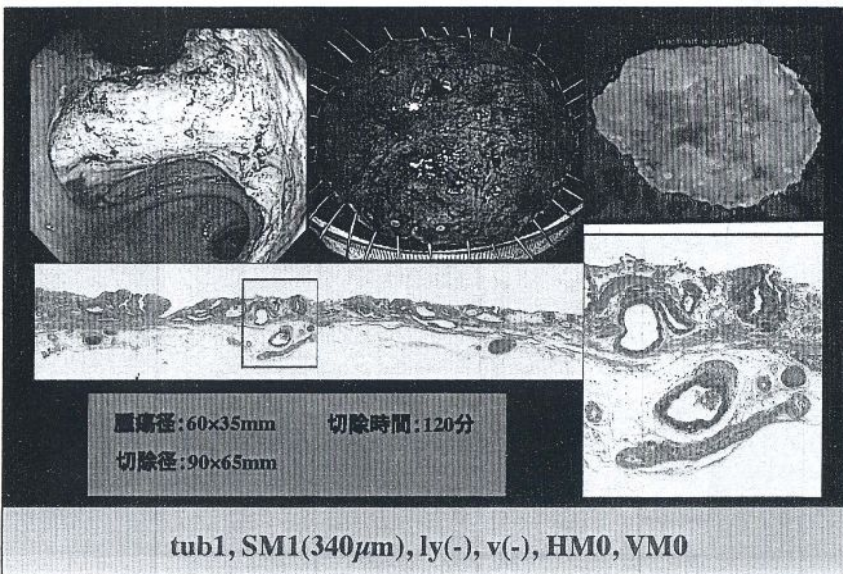 腫瘍径:60×35mm 切除時間:120分
切除径:90×65mm
tub1, SM1(340μm), ly(-), v(-), HM0, VM0